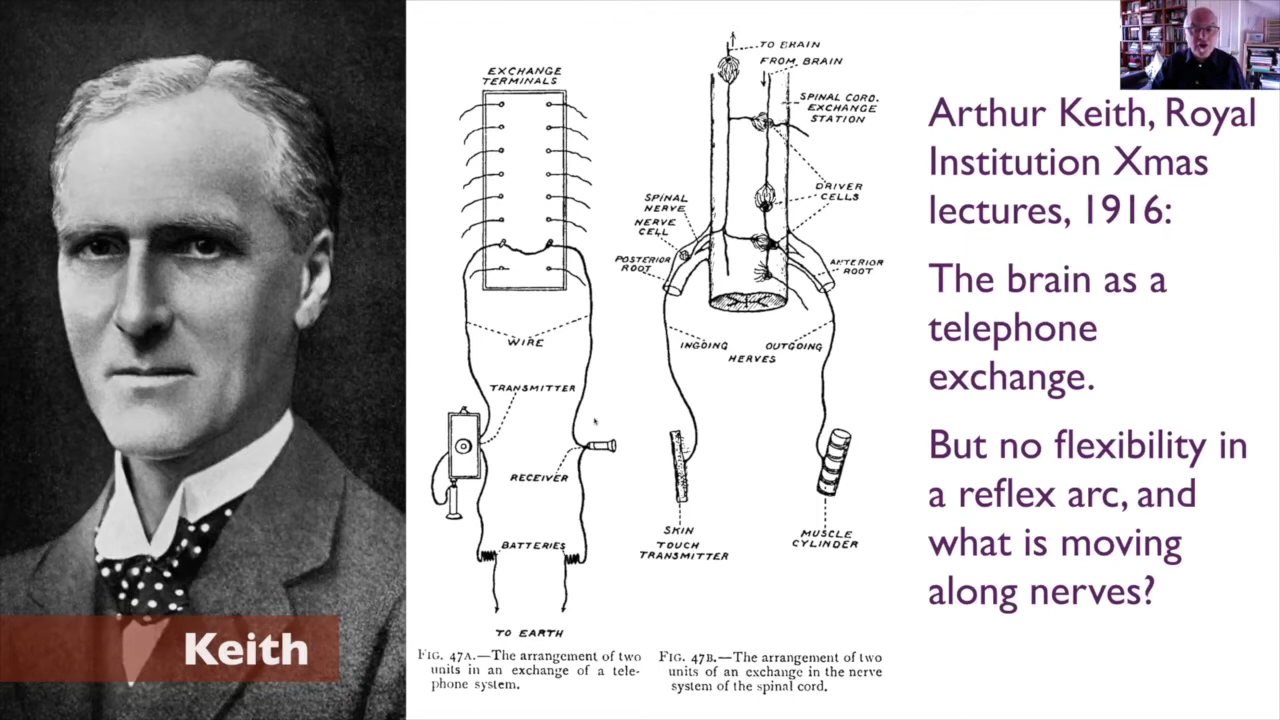 Keith
EXCHANGE
TERMINALS
WIRE
TRANSMITTER
RECEIVER
BATTERIES
TO EARTH
FIG. 47A.—The arrangement of two
units in an exchange of a tele-
phone system.
TO BRAIN
FROM BRAIN
SPINAL CORD.
EXCHANGE
STATION
DRIVER
CELLS
SPINAL
NERVE
NERVE
CELL
POSTERIOR
ROOT
ANTERIOR
ROOT
INGOING
OUTGOING
NERVES
SKIN
TOUCH
TRANSMITTER
MUSCLE
CYLINDER
FIG. 47B.—The arrangement of two
units of an exchange in the nerve
system of the spinal cord.
Arthur Keith, Royal
Institution Xmas
lectures, 1916:
The brain as a
telephone
exchange.
But no flexibility in
a reflex arc, and
what is moving
along nerves?